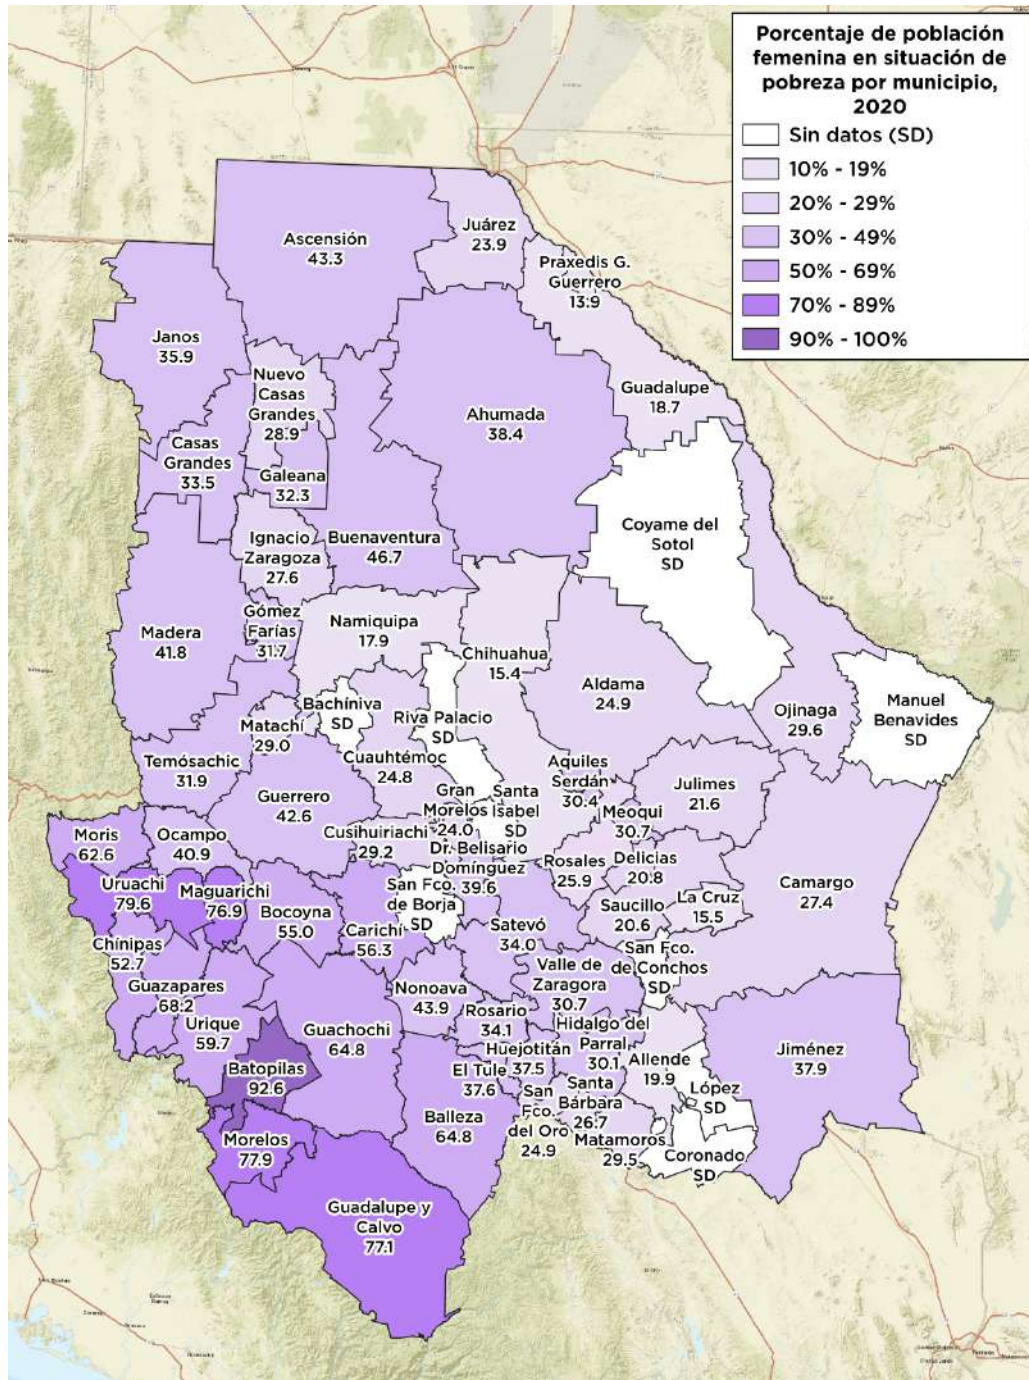 Porcentaje de población
femenina en situación de
pobreza por municipio,
2020
Sin datos (SD)
10% - 19%
20% - 29%
30% - 49%
50% - 69%
70% - 89%
90% - 100%
Juárez
23.9
Ascensión
43.3
Praxedis G.
Guerrero
13.9
Janos
35.9
Nuevo
Casas
Grandes
28.9
Guadalupe
18.7
Ahumada
38.4
Casas
Grandes
33.5
Galeana
32.3
Coyame del
Sotol
SD
Ignacio
Zaragoza
27.6
Buenaventura
46.7
Gómez
Farías
31.7
Namiquipa
17.9
Madera
41.8
Chihuahua
15.4
Aldama
24.9
Bachíniva
SD
Riva Palacio
SD
Ojinaga
29.6
Manuel
Benavides
SD
Matachí
29.0
Cuauhtémoc
24.8
Temósachic
31.9
Aquiles
Serdán
30.4
Julimes
21.6
Guerrero
42.6
Gran
Morelos
24.0
Santa
Isabel
SD
Meoqui
30.7
Moris
62.6
Ocampo
40.9
Cusihuiriachi
29.2
Dr. Belisario
Domínguez
39.6
Rosales
25.9
Delicias
20.8
Camargo
27.4
Uruachi
79.6
Maguarichi
76.9
Bocoyna
55.0
San Fco.
de Borja
SD
Saucillo
20.6
La Cruz
15.5
Carichí
56.3
Satevó
34.0
Chínipas
52.7
San Fco.
de Conchos
SD
Valle de
Zaragora
30.7
Guazapares
68.2
Nonoava
43.9
Rosario
34.1
Urique
59.7
Guachochi
64.8
Hidalgo del
Parral
30.1
Huejotitán
37.5
Allende
19.9
Jiménez
37.9
Batopilas
92.6
El Tule
37.6
Santa
Bárbara
26.7
López
SD
San
Fco.
del Oro
24.9
Balleza
64.8
Matamoros
29.5
Coronado
SD
Morelos
77.9
Guadalupe y
Calvo
77.1